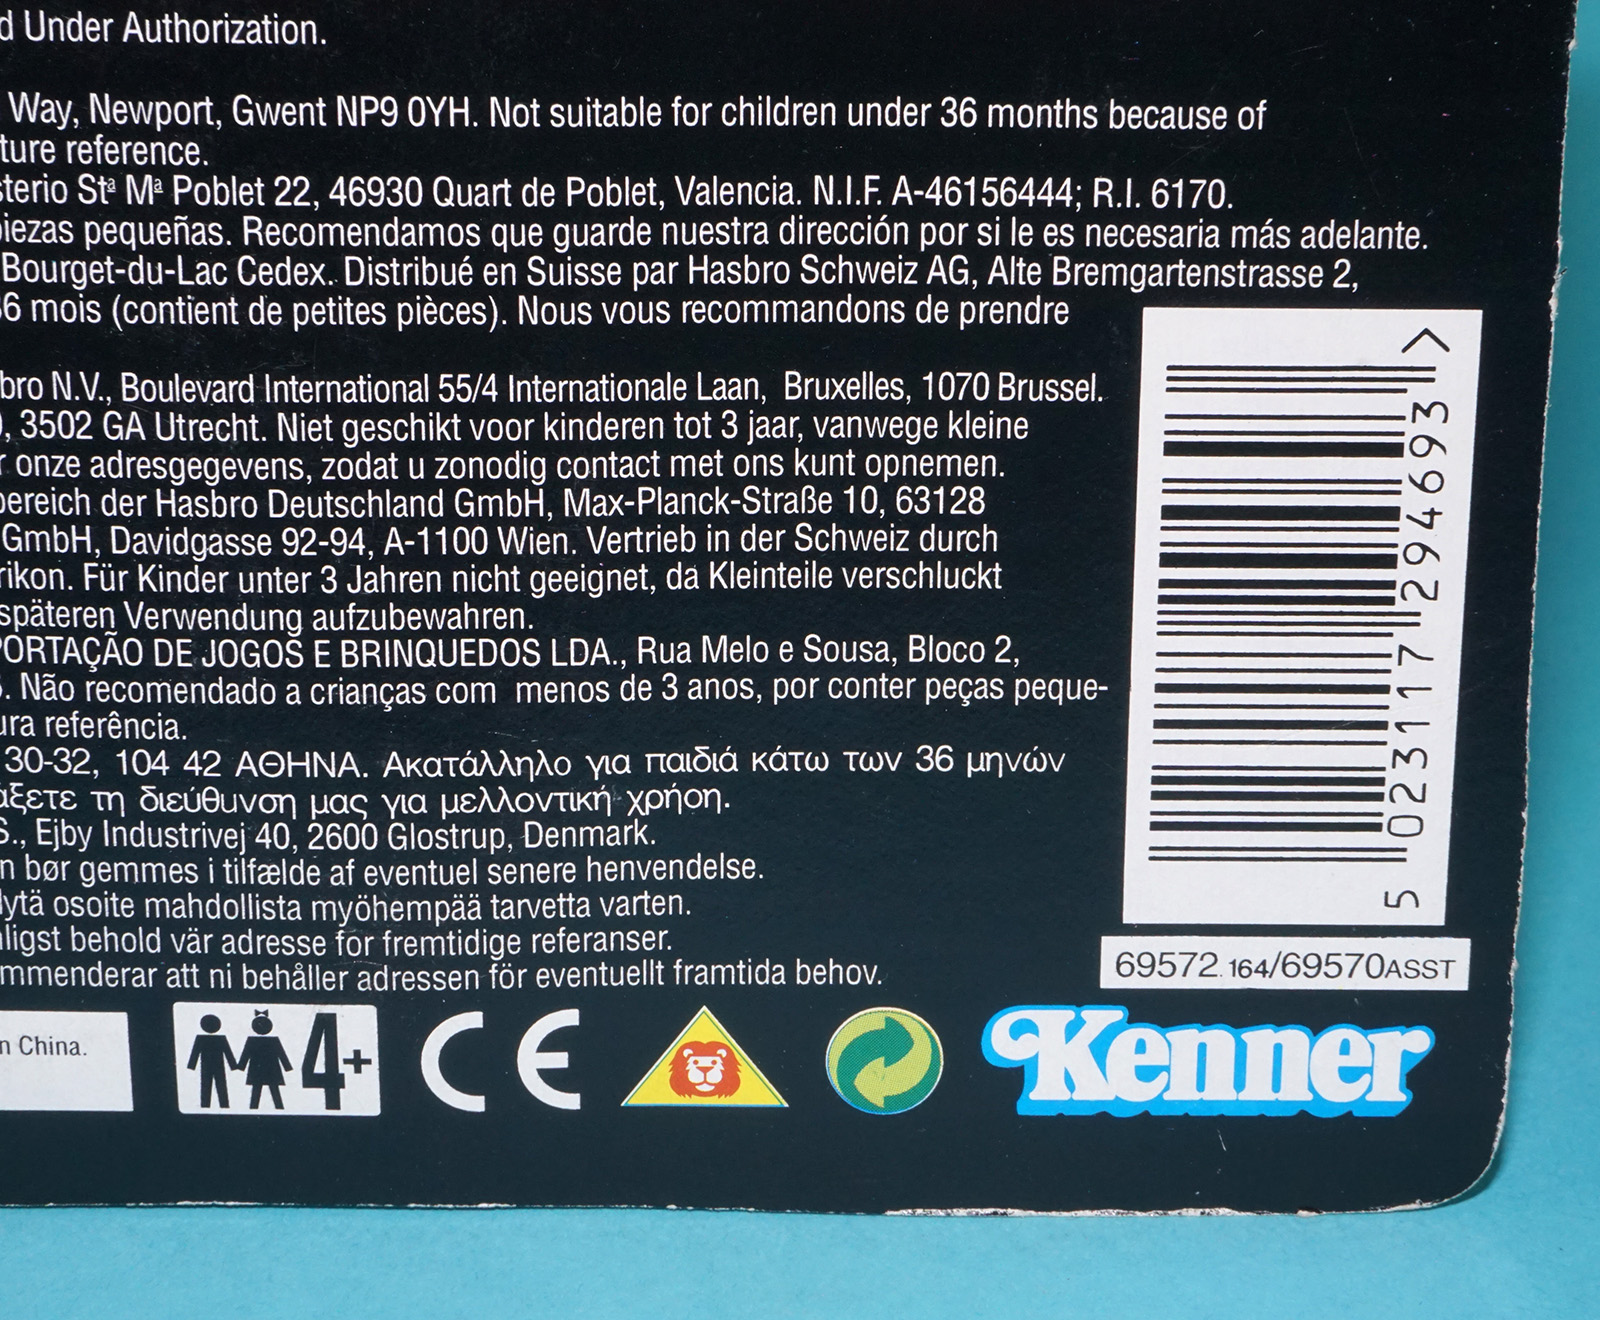 d Under Authorization.
Way, Newport, Gwent NP9 0YH. Not suitable for children under 36 months because of
ture reference.
sterio Stª Mª Poblet 22, 46930 Quart de Poblet, Valencia. N.I.F. A-46156444; R.I. 6170.
piezas pequeñas. Recomendamos que guarde nuestra dirección por si le es necesaria más adelante.
Bourget-du-Lac Cedex. Distribué en Suisse par Hasbro Schweiz AG, Alte Bremgartenstrasse 2,
36 mois (contient de petites pièces). Nous vous recommandons de prendre
bro N.V., Boulevard International 55/4 Internationale Laan, Bruxelles, 1070 Brussel.
, 3502 GA Utrecht. Niet geschikt voor kinderen tot 3 jaar, vanwege kleine
r onze adresgegevens, zodat u zonodig contact met ons kunt opnemen.
bereich der Hasbro Deutschland GmbH, Max-Planck-Straße 10, 63128
GmbH, Davidgasse 92-94, A-1100 Wien. Vertrieb in der Schweiz durch
rikon. Für Kinder unter 3 Jahren nicht geeignet, da Kleinteile verschluckt
späteren Verwendung aufzubewahren.
PORTAÇÃO DE JOGOS E BRINQUEDOS LDA., Rua Melo e Sousa, Bloco 2,
. Não recomendado a crianças com menos de 3 anos, por conter peças peque-
ura referência.
30-32, 104 42 ΑΘΗΝΑ. Ακατάλληλο για παιδιά κάτω των 36 μηνών
άξετε τη διεύθυνση μας για μελλοντική χρήση.
S., Ejby Industrivej 40, 2600 Glostrup, Denmark.
n bør gemmes i tilfælde af eventuel senere henvendelse.
lytä osoite mahdollista myöhempää tarvetta varten.
nligst behold vär adresse for fremtidige referanser.
mmenderar att ni behåller adressen för eventuellt framtida behov.
5 023117 294693 >
69572.164/69570ASST
n China.
4+
CE
Kenner